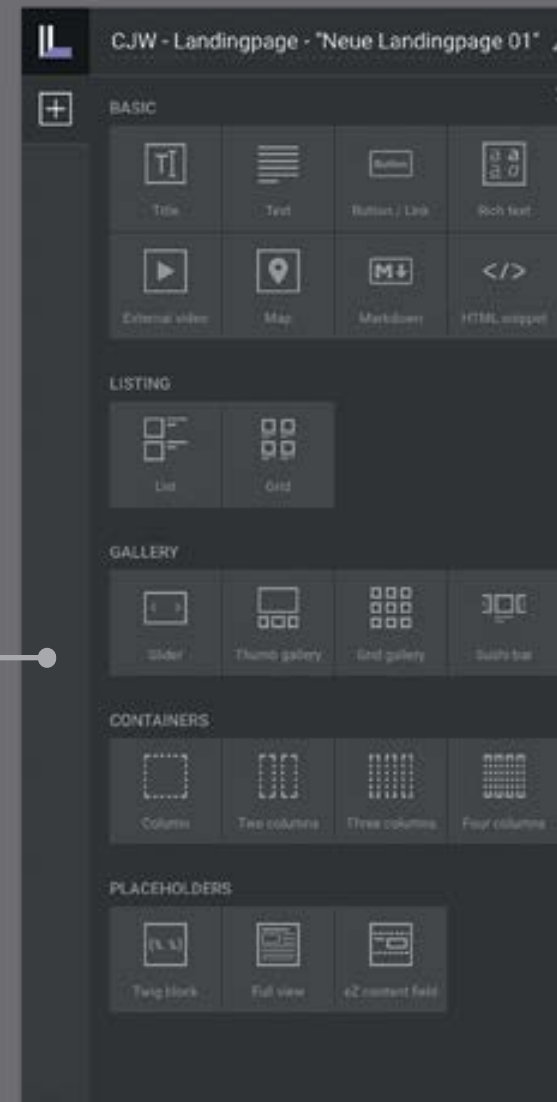 CJW - Landingpage - "Neue Landingpage 01"
BASIC
Title Text Button / Link Rich text
External video Map Markdown HTML snippet
LISTING
List Grid
GALLERY
Slider Thumb gallery Grid gallery Sushi bar
CONTAINERS
Column Two columns Three columns Four columns
PLACEHOLDERS
Twig block Full view eZ content field